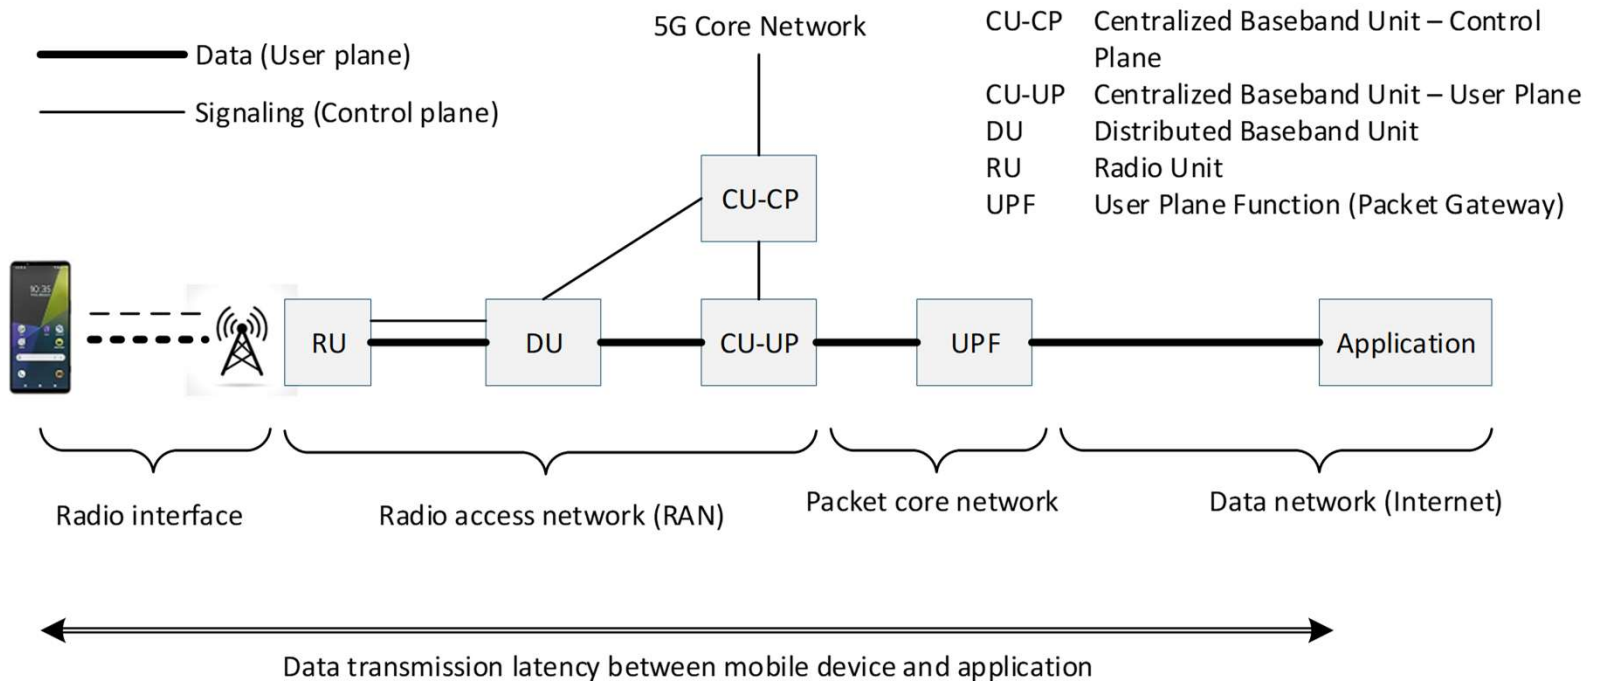 5G Core Network
Data (User plane)
Signaling (Control plane)
CU-CP Centralized Baseband Unit – Control
Plane
CU-UP Centralized Baseband Unit – User Plane
DU Distributed Baseband Unit
RU Radio Unit
UPF User Plane Function (Packet Gateway)
CU-CP
10:35
RU
DU
CU-UP
UPF
Application
Radio interface
Radio access network (RAN)
Packet core network
Data network (Internet)
Data transmission latency between mobile device and application